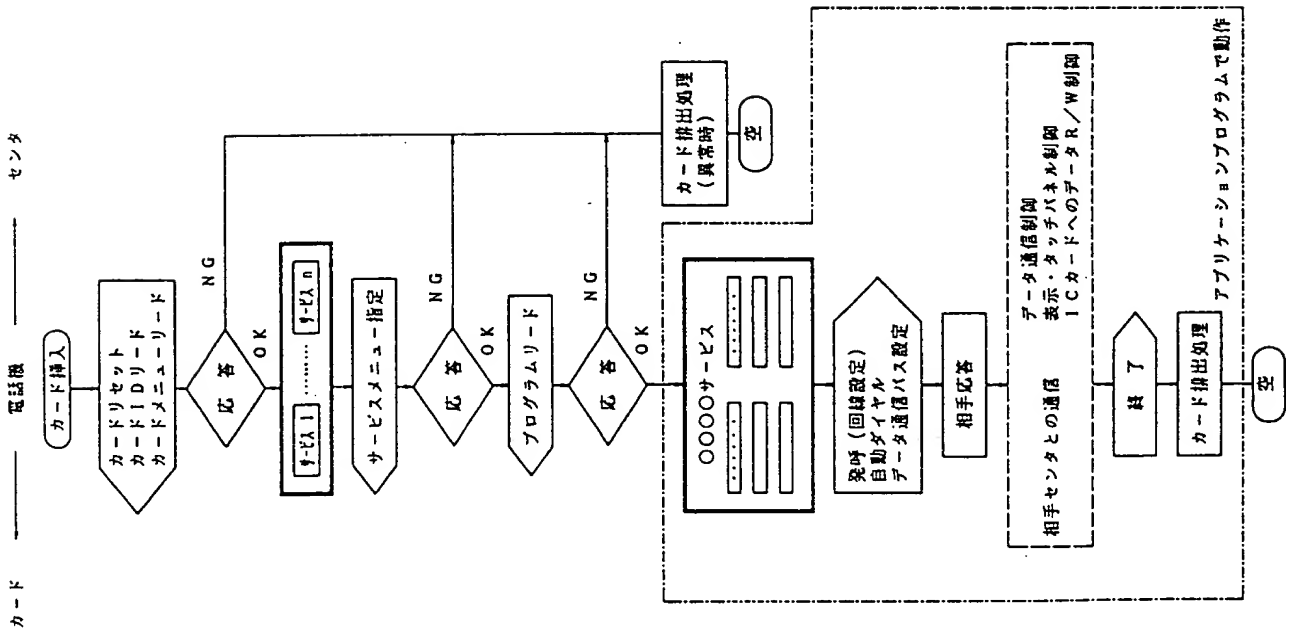 カード ← 電話機 → センタ
カード挿入
カードリセット
カードIDリード
カードメニューリード
応答
NG
OK
サービス1 ……… サービスn
サービスメニュー指定
応答
NG
OK
プログラムリード
応答
NG
OK
カード排出処理
(異常時)
空
○○○○サービス
発呼(回線設定)
自動ダイヤル
データ通信パス設定
相手応答
相手センタとの通信
データ通信制御
表示・タッチパネル制御
ICカードへのデータR/W制御
終了
カード排出処理
アプリケーションプログラムで動作
空